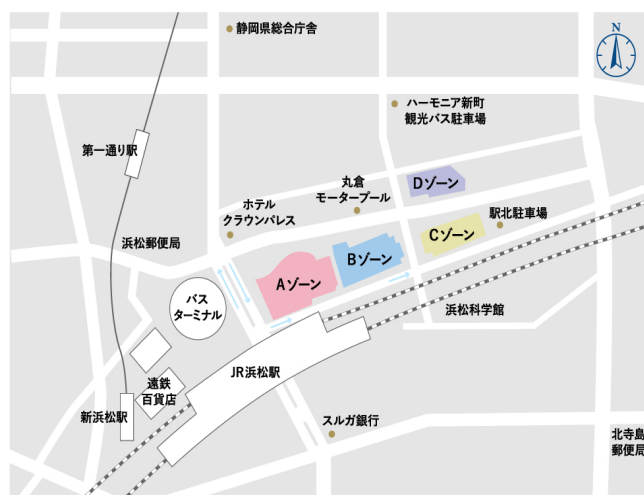 静岡県総合庁舎
N
ハーモニア新町
観光バス駐車場
第一通り駅
Dゾーン
丸倉
モータープール
ホテル
クラウンパレス
駅北駐車場
Cゾーン
浜松郵便局
Bゾーン
Aゾーン
バス
ターミナル
浜松科学館
JR浜松駅
遠鉄
百貨店
新浜松駅
スルガ銀行
北寺島
郵便局